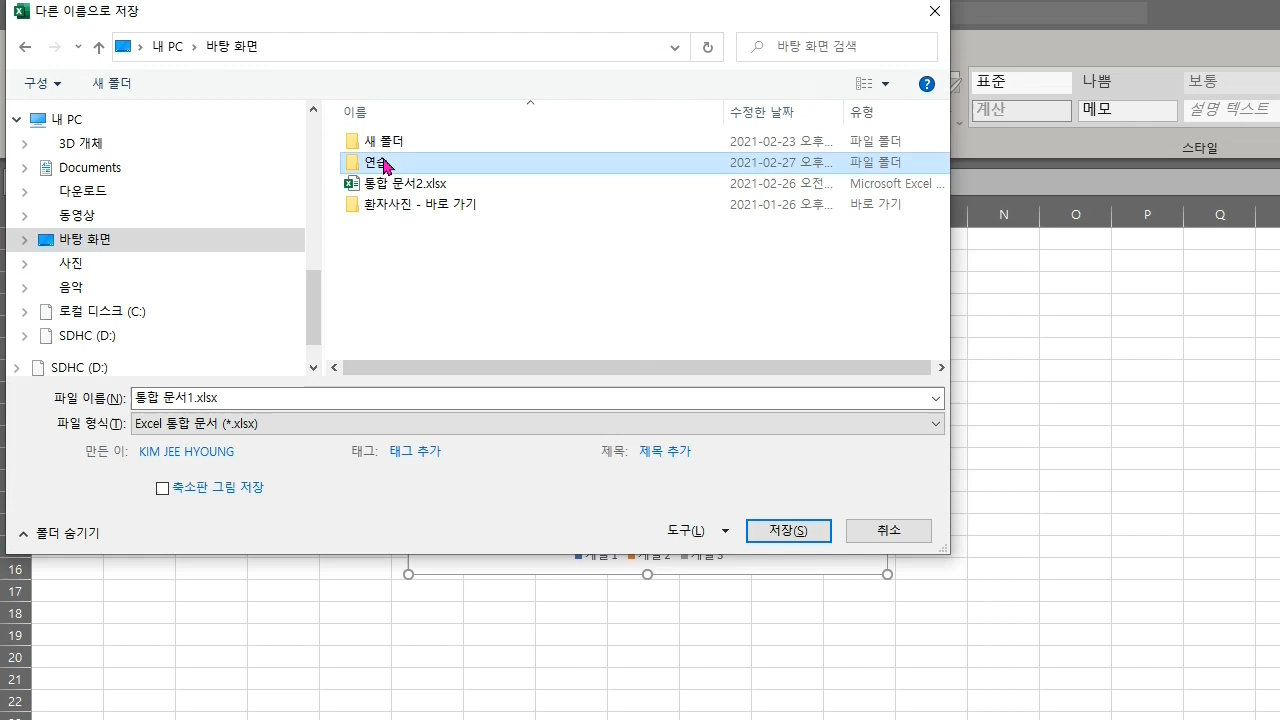 다른 이름으로 저장
내 PC › 바탕 화면
바탕 화면 검색
구성
새 폴더
표준
나쁨
보통
계산
메모
설명 텍스트
스타일
이름
수정한 날짜
유형
내 PC
3D 개체
Documents
다운로드
동영상
바탕 화면
사진
음악
로컬 디스크 (C:)
SDHC (D:)
SDHC (D:)
새 폴더
2021-02-23 오후...
파일 폴더
2021-02-27 오후...
파일 폴더
통합 문서2.xlsx
2021-02-26 오전...
Microsoft Excel ...
환자사진 - 바로 가기
2021-01-26 오후...
바로 가기
N
O
P
Q
파일 이름(N):
통합 문서1.xlsx
파일 형식(T):
Excel 통합 문서 (*.xlsx)
만든 이:
KIM JEE HYOUNG
태그:
태그 추가
제목:
제목 추가
축소판 그림 저장
폴더 숨기기
도구(L)
저장(S)
취소
16
17
18
19
20
21
22